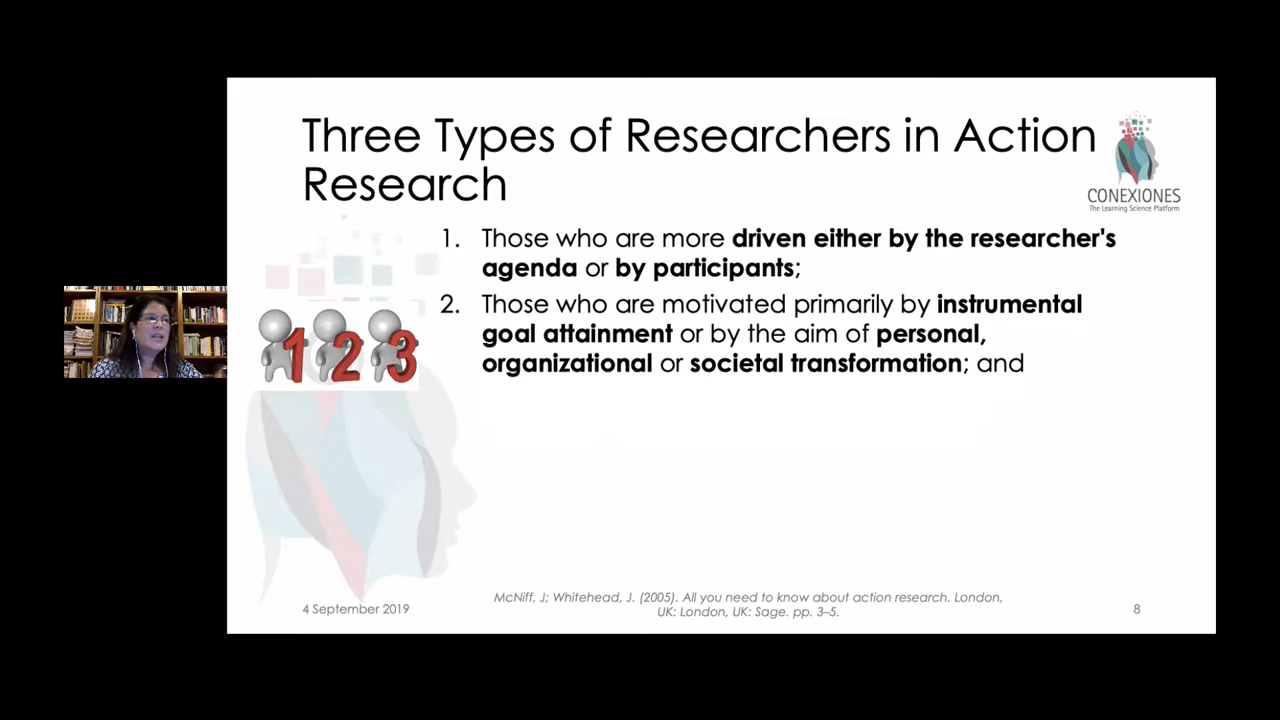 Three Types of Researchers in Action
Research
CONEXIONES
The Learning Science Platform
1. Those who are more driven either by the researcher's
agenda or by participants;
2. Those who are motivated primarily by instrumental
goal attainment or by the aim of personal,
organizational or societal transformation; and
123
4 September 2019
McNiff, J; Whitehead, J. (2005). All you need to know about action research. London,
UK: London, UK: Sage. pp. 3–5.
8